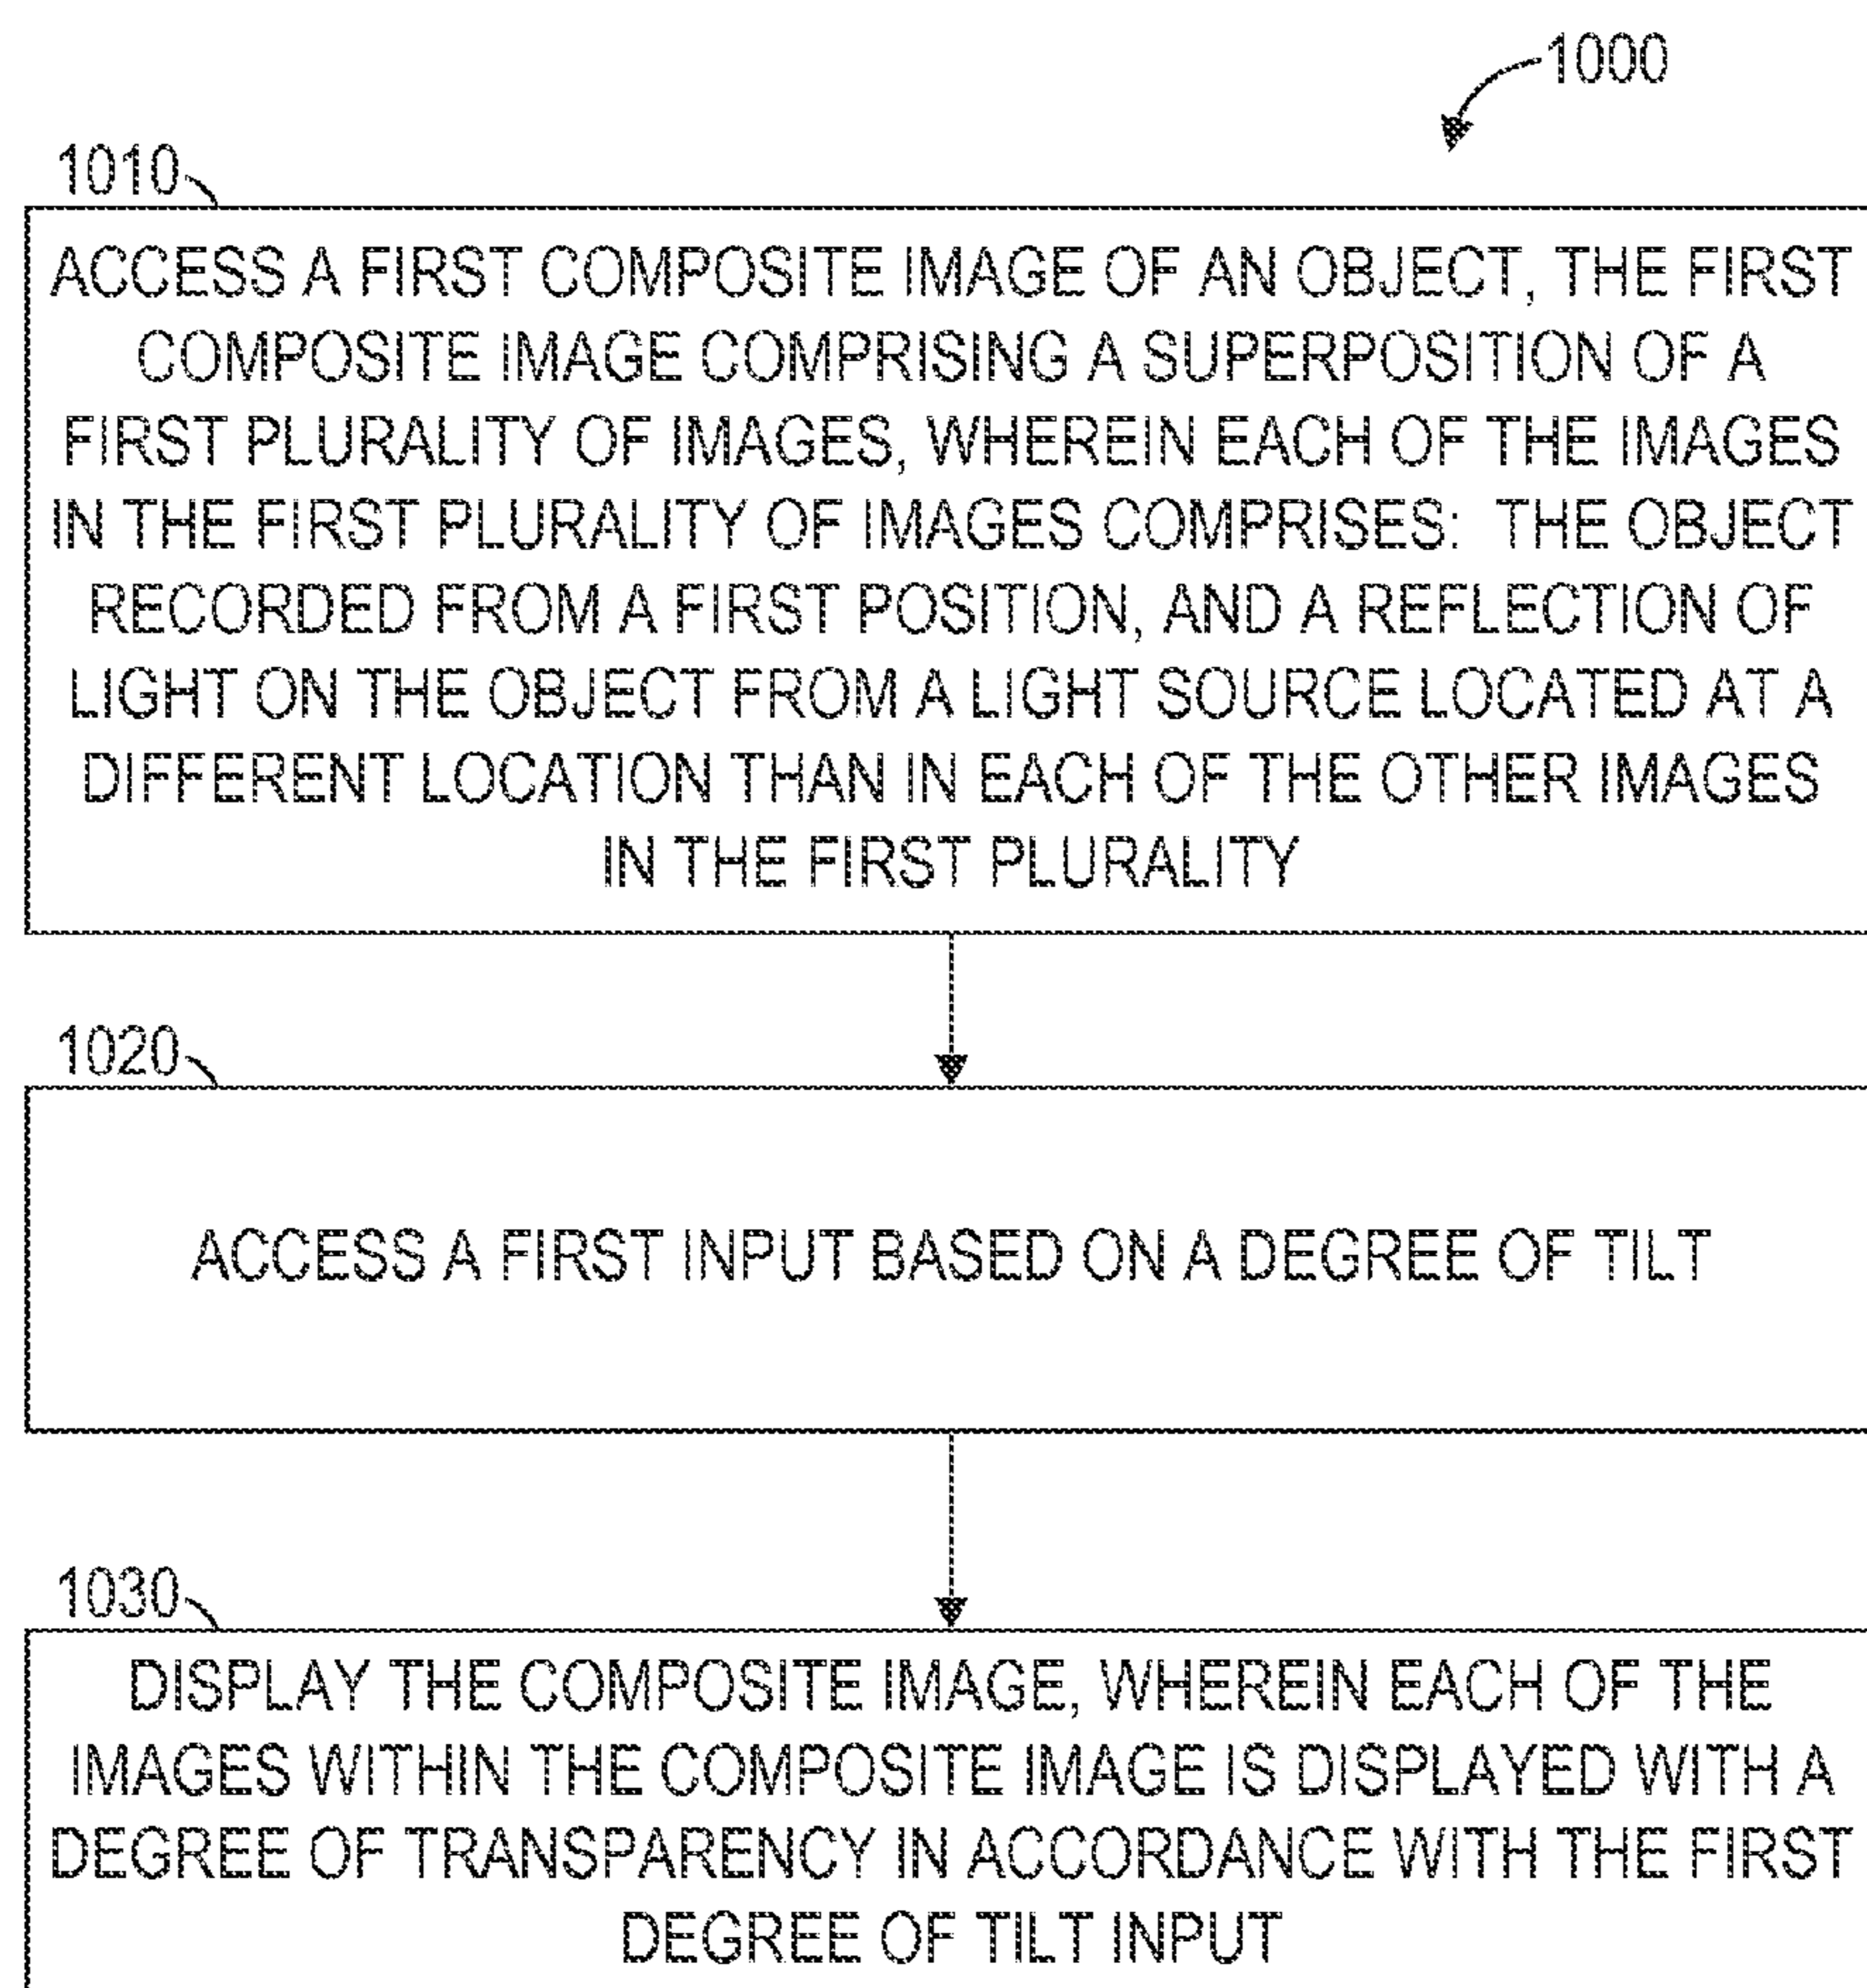 1000
1010
ACCESS A FIRST COMPOSITE IMAGE OF AN OBJECT, THE FIRST
COMPOSITE IMAGE COMPRISING A SUPERPOSITION OF A
FIRST PLURALITY OF IMAGES, WHEREIN EACH OF THE IMAGES
IN THE FIRST PLURALITY OF IMAGES COMPRISES: THE OBJECT
RECORDED FROM A FIRST POSITION, AND A REFLECTION OF
LIGHT ON THE OBJECT FROM A LIGHT SOURCE LOCATED AT A
DIFFERENT LOCATION THAN IN EACH OF THE OTHER IMAGES
IN THE FIRST PLURALITY
1020
ACCESS A FIRST INPUT BASED ON A DEGREE OF TILT
1030
DISPLAY THE COMPOSITE IMAGE, WHEREIN EACH OF THE
IMAGES WITHIN THE COMPOSITE IMAGE IS DISPLAYED WITH A
DEGREE OF TRANSPARENCY IN ACCORDANCE WITH THE FIRST
DEGREE OF TILT INPUT